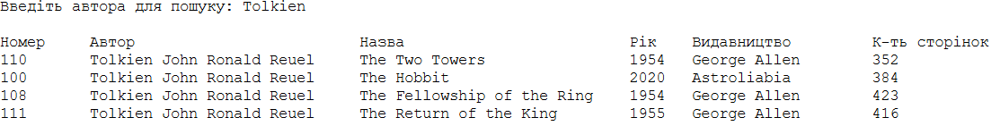 Введіть автора для пошуку: Tolkien
Номер Автор Назва Рік Видавництво К-ть сторінок
110 Tolkien John Ronald Reuel The Two Towers 1954 George Allen 352
100 Tolkien John Ronald Reuel The Hobbit 2020 Astroliabia 384
108 Tolkien John Ronald Reuel The Fellowship of the Ring 1954 George Allen 423
111 Tolkien John Ronald Reuel The Return of the King 1955 George Allen 416